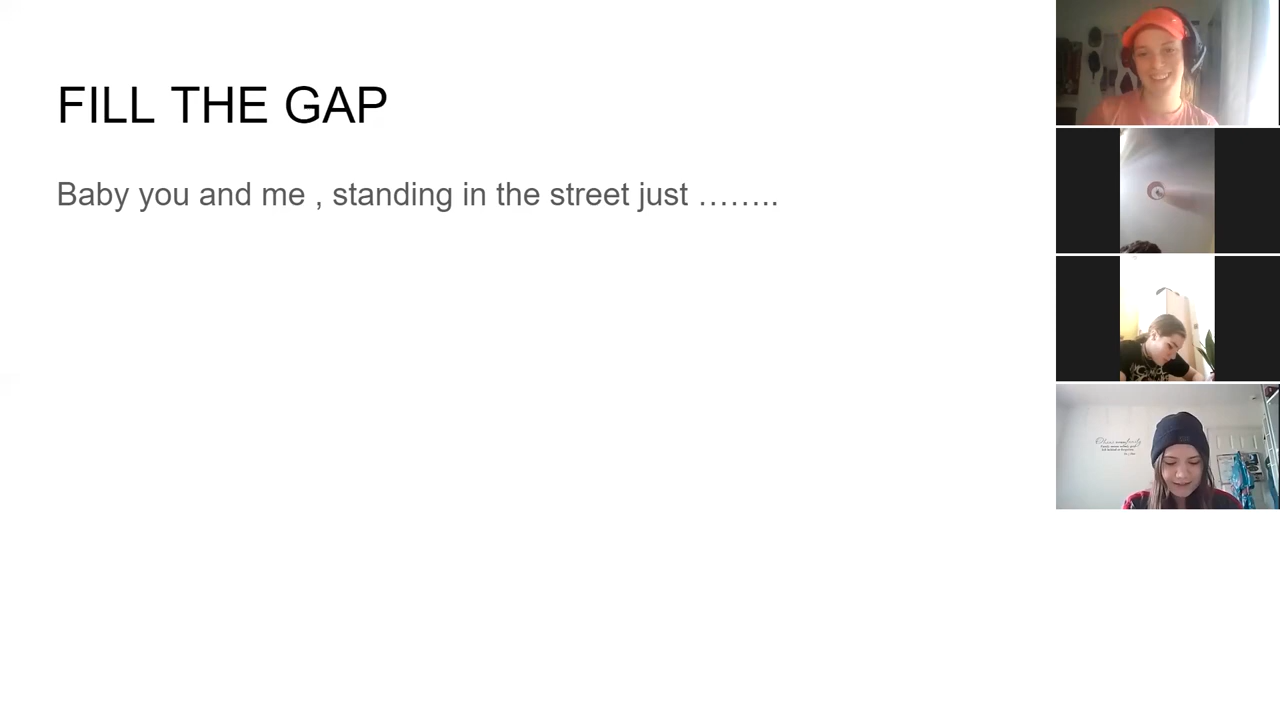 FILL THE GAP
Baby you and me , standing in the street just ……..